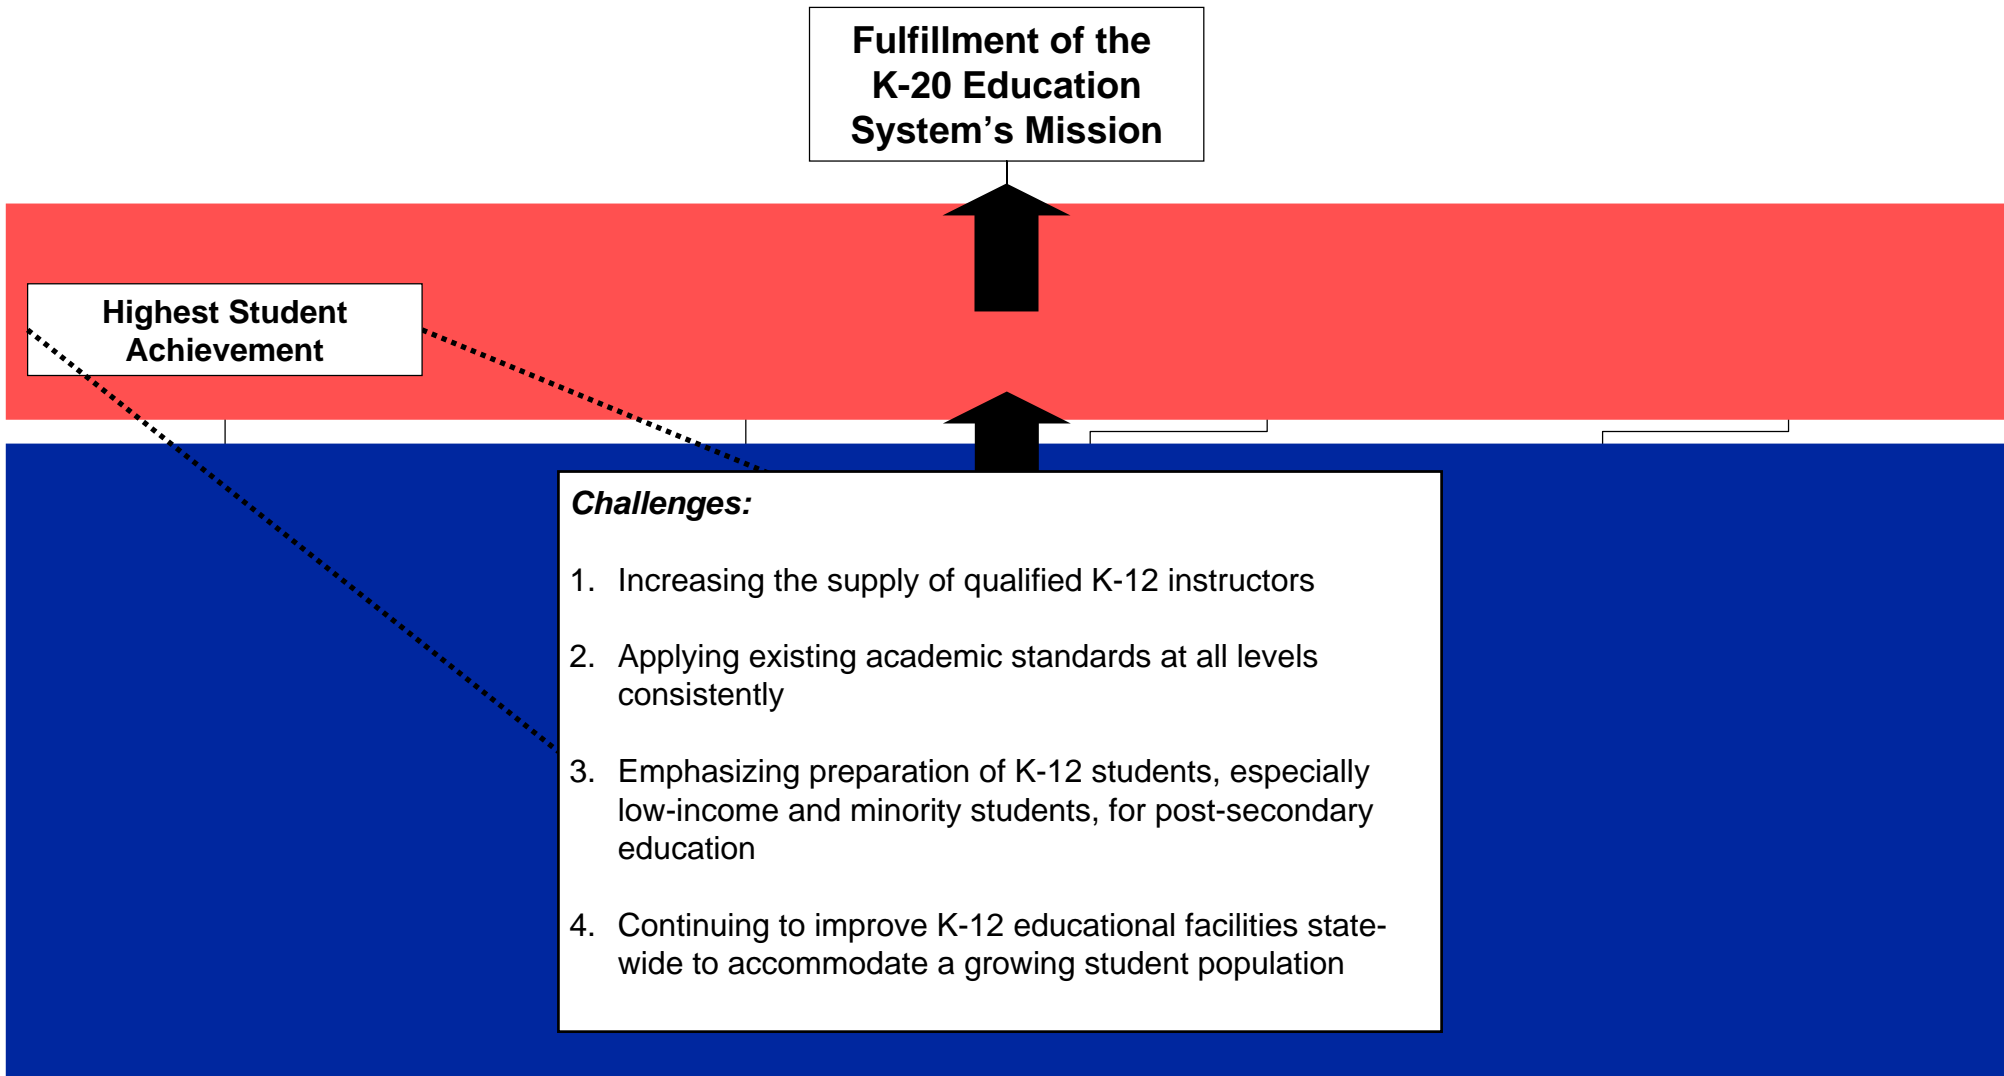 Fulfillment of the
K-20 Education
System’s Mission
Highest Student
Achievement
Challenges:
1. Increasing the supply of qualified K-12 instructors
2. Applying existing academic standards at all levels
consistently
3. Emphasizing preparation of K-12 students, especially
low-income and minority students, for post-secondary
education
4. Continuing to improve K-12 educational facilities state-
wide to accommodate a growing student population